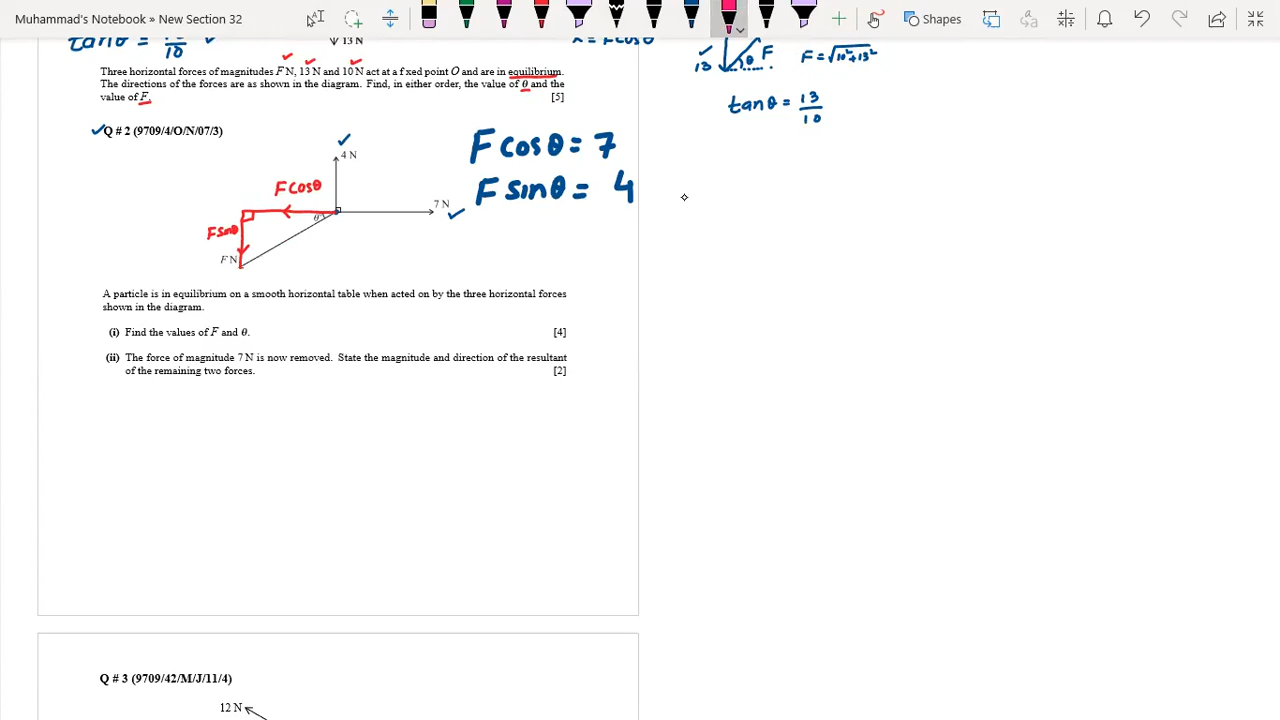 Muhammad's Notebook » New Section 32
Shapes
tanθ =
10
13 N
x = Fcosθ
Three horizontal forces of magnitudes F N, 13 N and 10 N act at a f xed point O and are in equilibrium.
The directions of the forces are as shown in the diagram. Find, in either order, the value of θ and the
value of F. [5]
13
θ F
F = √10²+13²
tanθ = 13
10
Q # 2 (9709/4/O/N/07/3)
4 N
Fcosθ
7 N
θ
Fsinθ
F N
F cosθ = 7
F sinθ = 4
A particle is in equilibrium on a smooth horizontal table when acted on by the three horizontal forces
shown in the diagram.
(i) Find the values of F and θ. [4]
(ii) The force of magnitude 7 N is now removed. State the magnitude and direction of the resultant
of the remaining two forces. [2]
Q # 3 (9709/42/M/J/11/4)
12 N